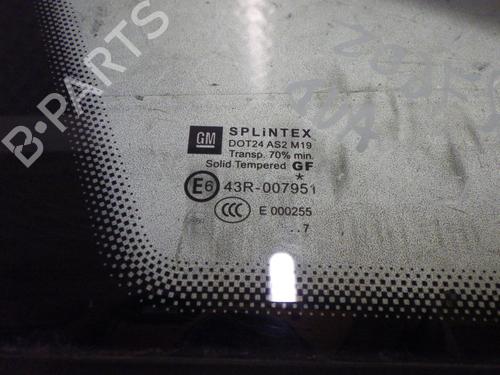 B-PARTS
GM
SPLiNTEX
DOT24 AS2 M19
Transp. 70% min.
Solid Tempered GF
*
E6 43R-007951
CCC E 000255
..7